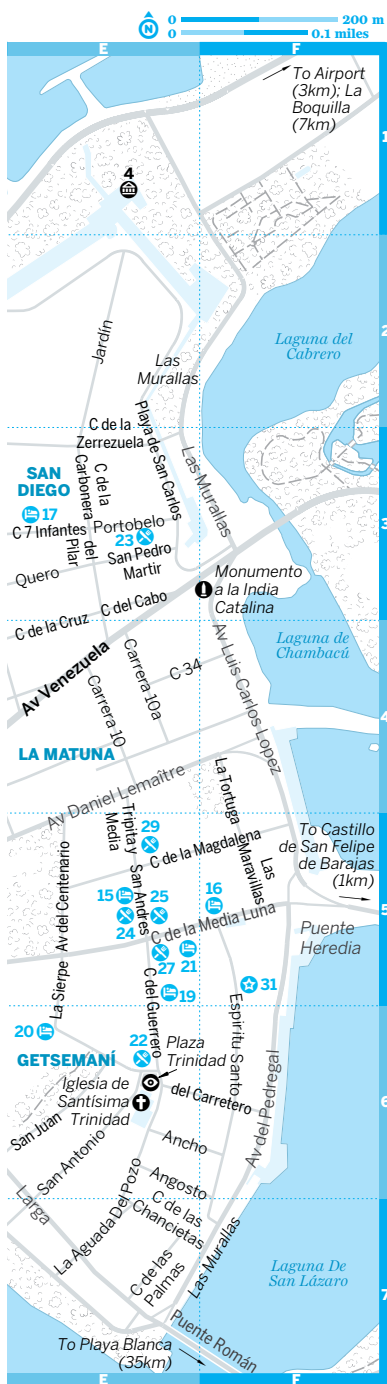 N
0
200 m
0
0.1 miles
E
F
To Airport
(3km); La
Boquilla
(7km)
1
4
2
Jardín
Laguna del
Cabrero
Las
Murallas
C de la
Zerrezuela
Playa de San Carlos
Las Murallas
SAN
DIEGO
17
C de la
Carbonera
3
C 7 Infantes
Portobelo
del
Pilar
23
San Pedro
Martir
Quero
Monumento
a la India
Catalina
C de la Cruz
C del Cabo
Laguna de
Chambacú
Av Venezuela
Carrera 10a
C 34
Av Luis Carlos Lopez
4
Carrera 10
LA MATUNA
Av Daniel Lemaître
La Tortuga
Tripita y
Media
29
C de la Magdalena
Las
Maravillas
To Castillo
de San Felipe
de Barajas
(1km)
Av del Centenario
San Andres
15
25
16
5
24
C de la Media Luna
Puente
Heredia
27
21
La Sierpe
C del Guerrero
19
31
Espiritu Santo
20
22
Plaza
Trinidad
GETSEMANÍ
Iglesia de
Santísima
Trinidad
del Carretero
6
San Juan
Av del Pedregal
San Antonio
Ancho
Larga
Angosto
La Aguada Del Pozo
C de las
Chancietas
C de las
Palmas
Las Murallas
Laguna De
San Lázaro
7
Puente Román
To Playa Blanca
(35km)
E
F